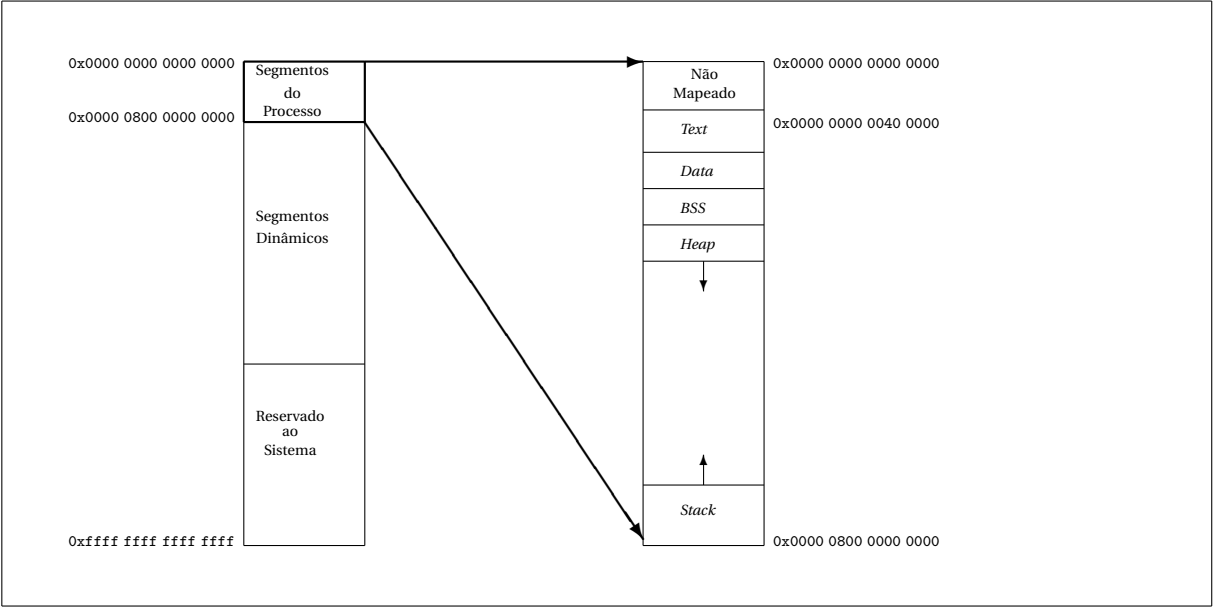 0x0000 0000 0000 0000
Segmentos
do
Processo
0x0000 0800 0000 0000
Segmentos
Dinâmicos
Reservado
ao
Sistema
0xffff ffff ffff ffff
Não
Mapeado
0x0000 0000 0000 0000
Text
0x0000 0000 0040 0000
Data
BSS
Heap
Stack
0x0000 0800 0000 0000